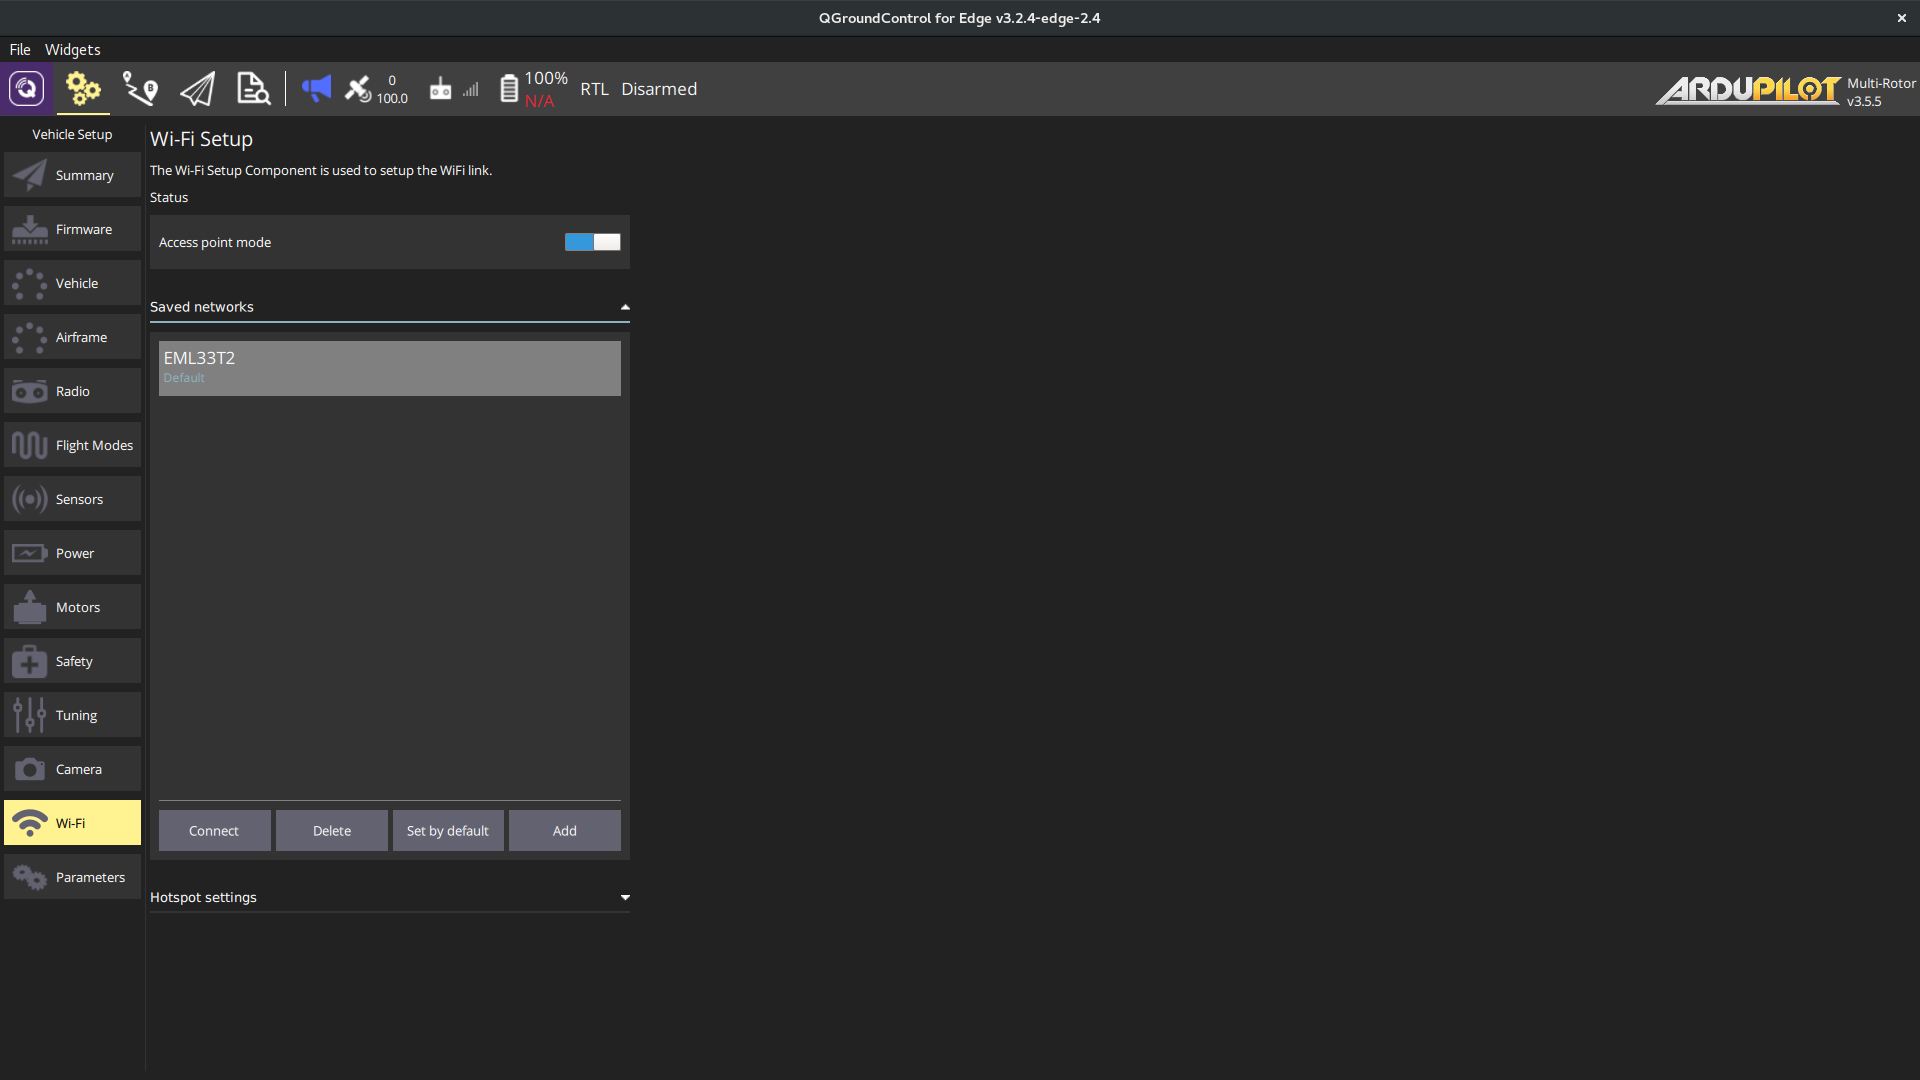 QGroundControl for Edge v3.2.4-edge-2.4
File Widgets
0
100.0
100%
N/A
RTL Disarmed
ARDUPILOT
Multi-Rotor
v3.5.5
Vehicle Setup
Summary
Firmware
Vehicle
Airframe
Radio
Flight Modes
Sensors
Power
Motors
Safety
Tuning
Camera
Wi-Fi
Parameters
Wi-Fi Setup
The Wi-Fi Setup Component is used to setup the WiFi link.
Status
Access point mode
Saved networks
EML33T2
Default
Connect Delete Set by default Add
Hotspot settings